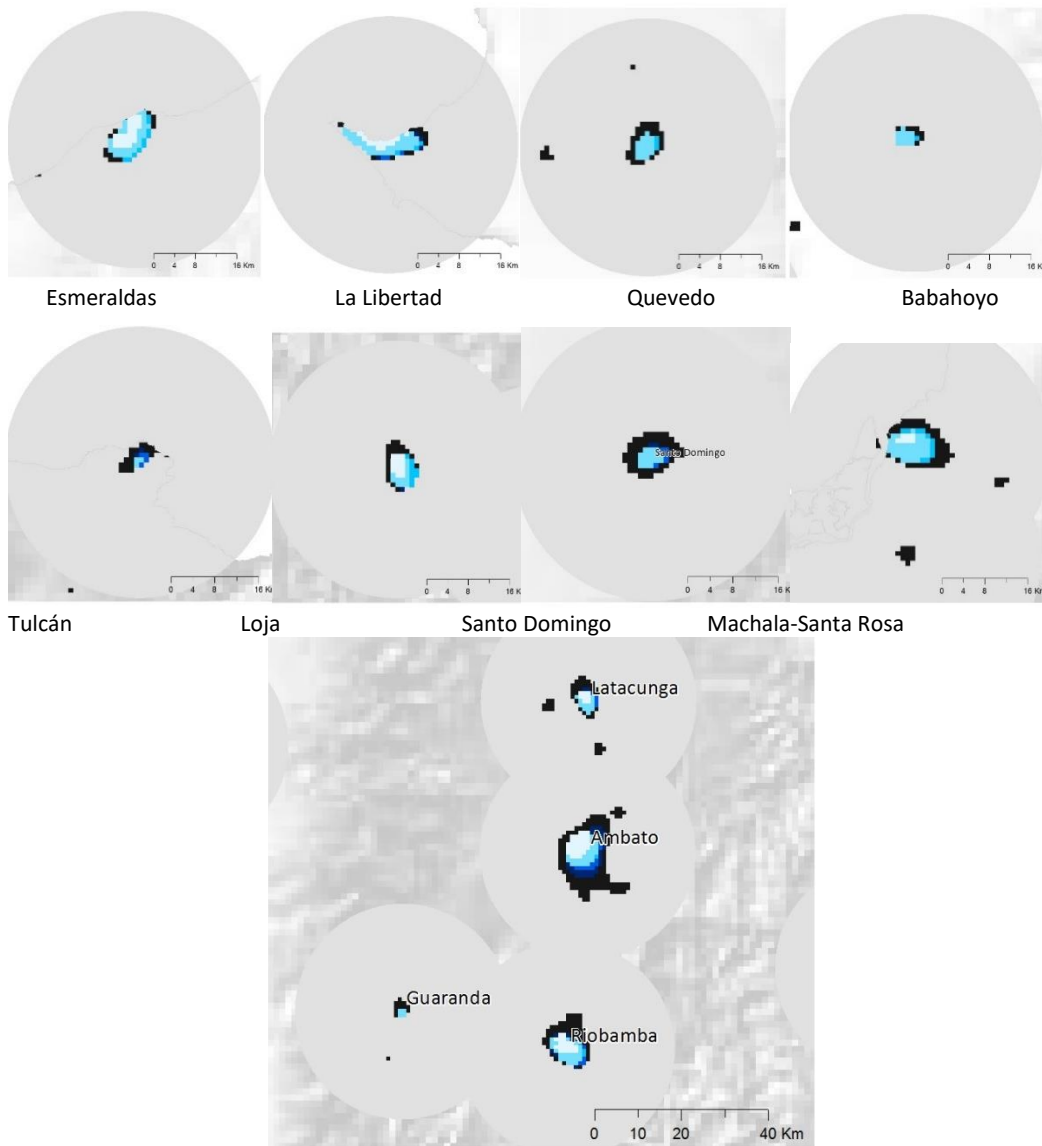 0 4 8 16 Km
0 4 8 16 Km
0 4 8 16 Km
0 4 8 16 Km
Esmeraldas La Libertad Quevedo Babahoyo
Santo Domingo
0 4 8 16 Km
0 4 8 16 Km
0 4 8 16 Km
0 4 8 16 Km
Tulcán Loja Santo Domingo Machala-Santa Rosa
Latacunga
Ambato
Guaranda
Riobamba
0 10 20 40 Km